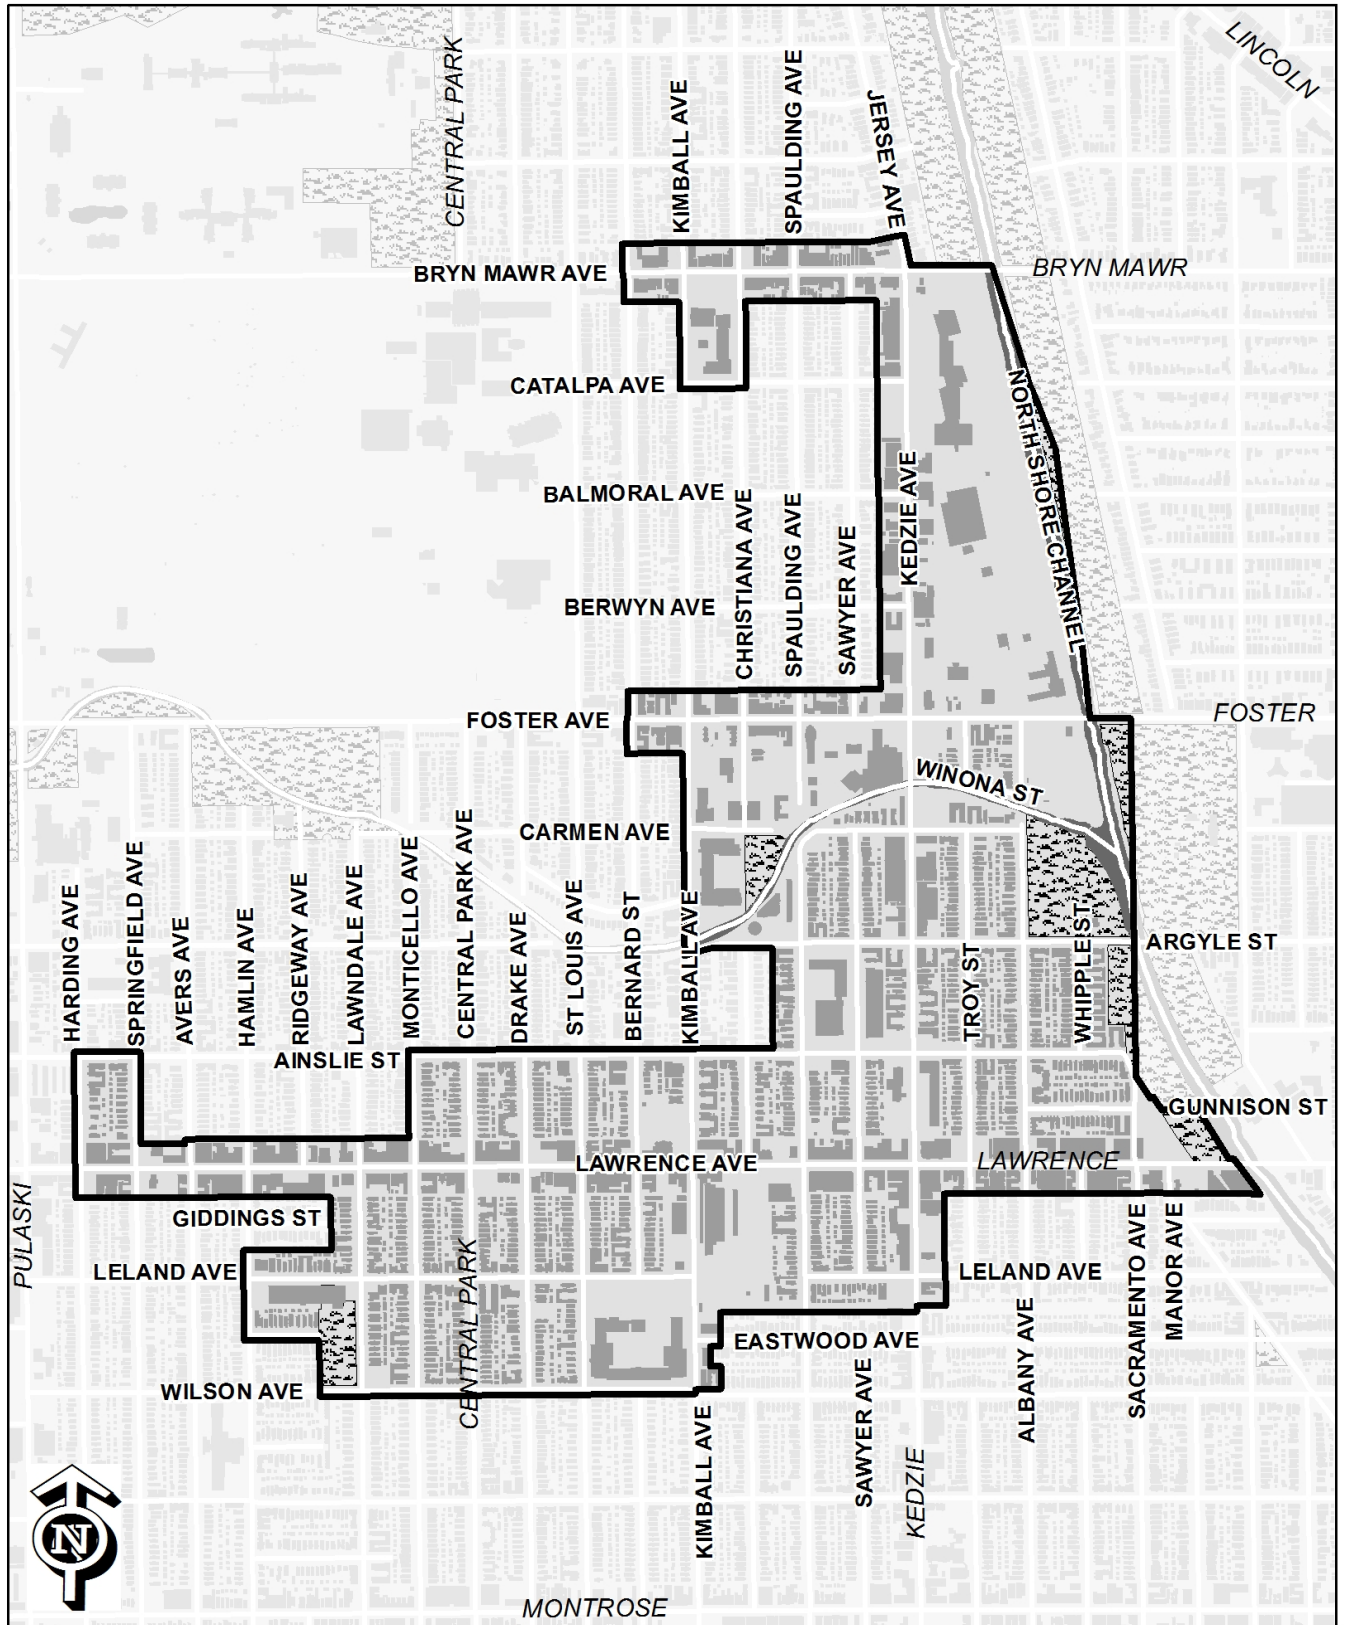 LINCOLN
CENTRAL PARK
KIMBALL AVE
SPAULDING AVE
JERSEY AVE
BRYN MAWR AVE
BRYN MAWR
CATALPA AVE
NORTH SHORE CHANNEL
BALMORAL AVE
CHRISTIANA AVE
SPAULDING AVE
SAWYER AVE
KEDZIE AVE
BERWYN AVE
FOSTER AVE
FOSTER
WINONA ST
CARMEN AVE
HARDING AVE
SPRINGFIELD AVE
AVERS AVE
HAMLIN AVE
RIDGEWAY AVE
LAWNDALE AVE
MONTICELLO AVE
CENTRAL PARK AVE
DRAKE AVE
ST LOUIS AVE
BERNARD ST
KIMBALL AVE
TROY ST
WHIPPLE ST
ARGYLE ST
AINSLIE ST
GUNNISON ST
LAWRENCE AVE
LAWRENCE
PULASKI
GIDDINGS ST
LELAND AVE
CENTRAL PARK
LELAND AVE
SACRAMENTO AVE
MANOR AVE
EASTWOOD AVE
ALBANY AVE
WILSON AVE
KIMBALL AVE
SAWYER AVE
KEDZIE
N
MONTROSE